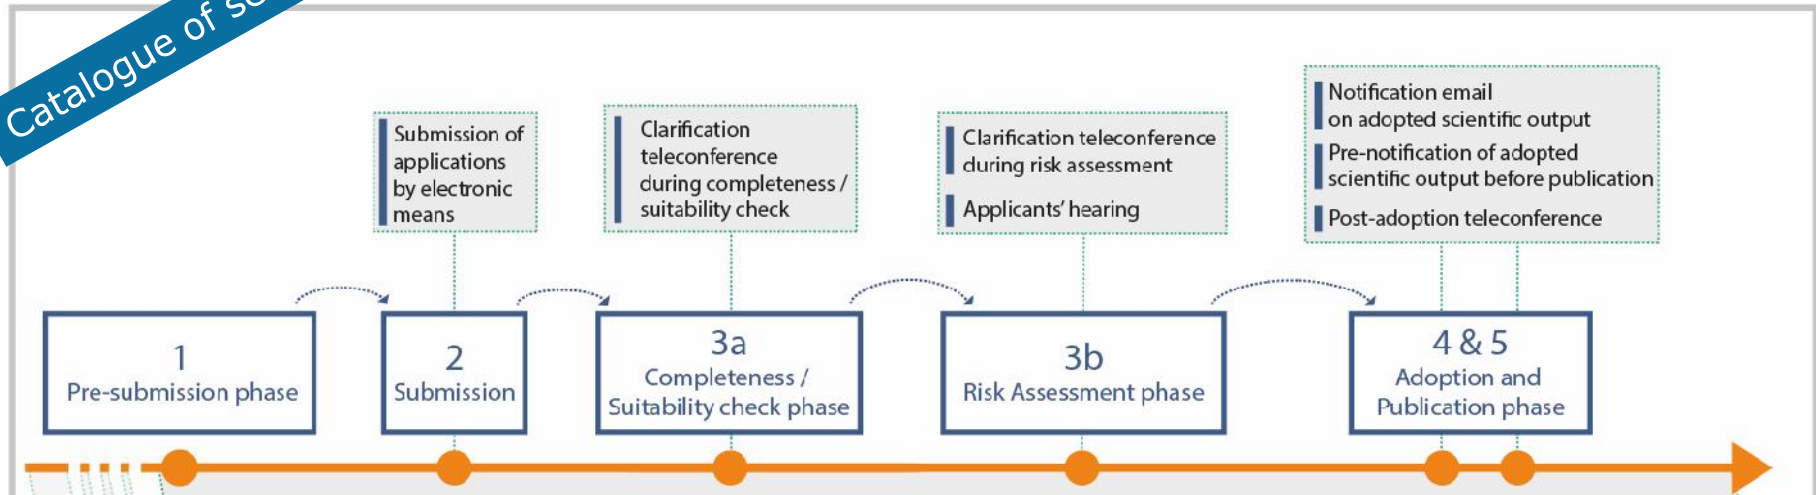 Catalogue of
Submission of
applications
by electronic
means
Clarification
teleconference
during completeness /
suitability check
Clarification teleconference
during risk assessment
Applicants' hearing
Notification email
on adopted scientific output
Pre-notification of adopted
scientific output before publication
Post-adoption teleconference
1
Pre-submission phase
2
Submission
3a
Completeness /
Suitability check phase
3b
Risk Assessment phase
4 & 5
Adoption and
Publication phase